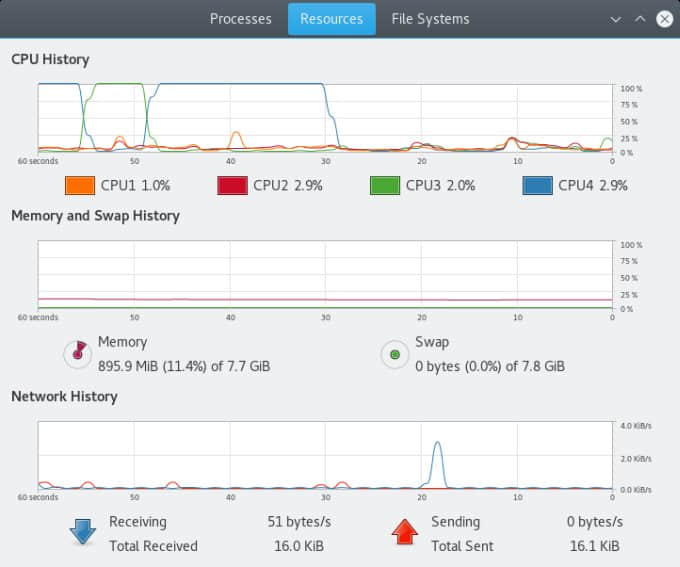 Processes Resources File Systems
CPU History
100 %
75 %
50 %
25 %
0 %
60 seconds 50 40 30 20 10 0
CPU1 1.0% CPU2 2.9% CPU3 2.0% CPU4 2.9%
Memory and Swap History
100 %
75 %
50 %
25 %
0 %
60 seconds 50 40 30 20 10 0
Memory Swap
895.9 MiB (11.4%) of 7.7 GiB 0 bytes (0.0%) of 7.8 GiB
Network History
4.0 KiB/s
2.0 KiB/s
0.0 KiB/s
60 seconds 50 40 30 20 10 0
Receiving 51 bytes/s Sending 0 bytes/s
Total Received 16.0 KiB Total Sent 16.1 KiB